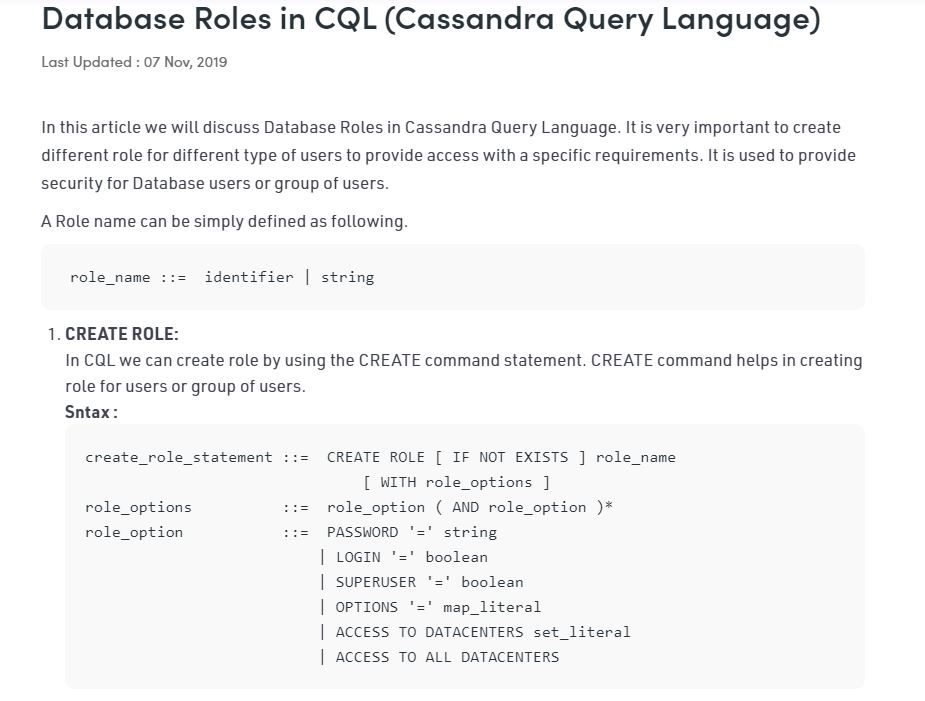 Database Roles in CQL (Cassandra Query Language)
Last Updated : 07 Nov, 2019
In this article we will discuss Database Roles in Cassandra Query Language. It is very important to create
different role for different type of users to provide access with a specific requirements. It is used to provide
security for Database users or group of users.
A Role name can be simply defined as following.
role_name ::=  identifier | string
1. CREATE ROLE:
In CQL we can create role by using the CREATE command statement. CREATE command helps in creating
role for users or group of users.
Sntax :
create_role_statement ::=  CREATE ROLE [ IF NOT EXISTS ] role_name
[ WITH role_options ]
role_options          ::=  role_option ( AND role_option )*
role_option           ::=  PASSWORD '=' string
| LOGIN '=' boolean
| SUPERUSER '=' boolean
| OPTIONS '=' map_literal
| ACCESS TO DATACENTERS set_literal
| ACCESS TO ALL DATACENTERS